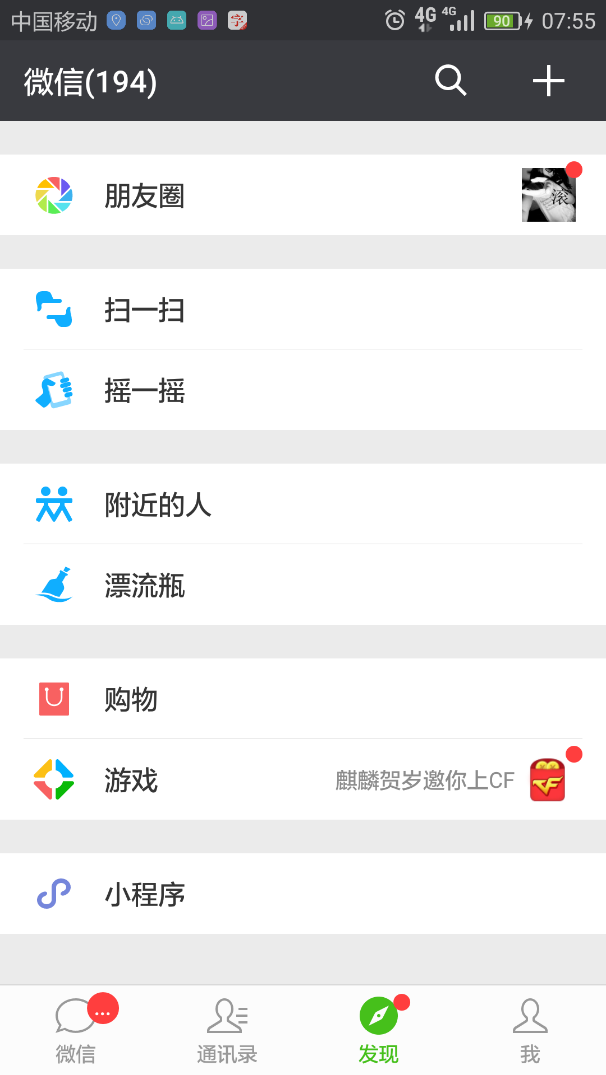 中国移动 4G 4G 90 07:55
微信(194)
朋友圈
滚
扫一扫
摇一摇
附近的人
漂流瓶
购物
游戏 麒麟贺岁邀你上CF
CF
小程序
...
微信 通讯录 发现 我